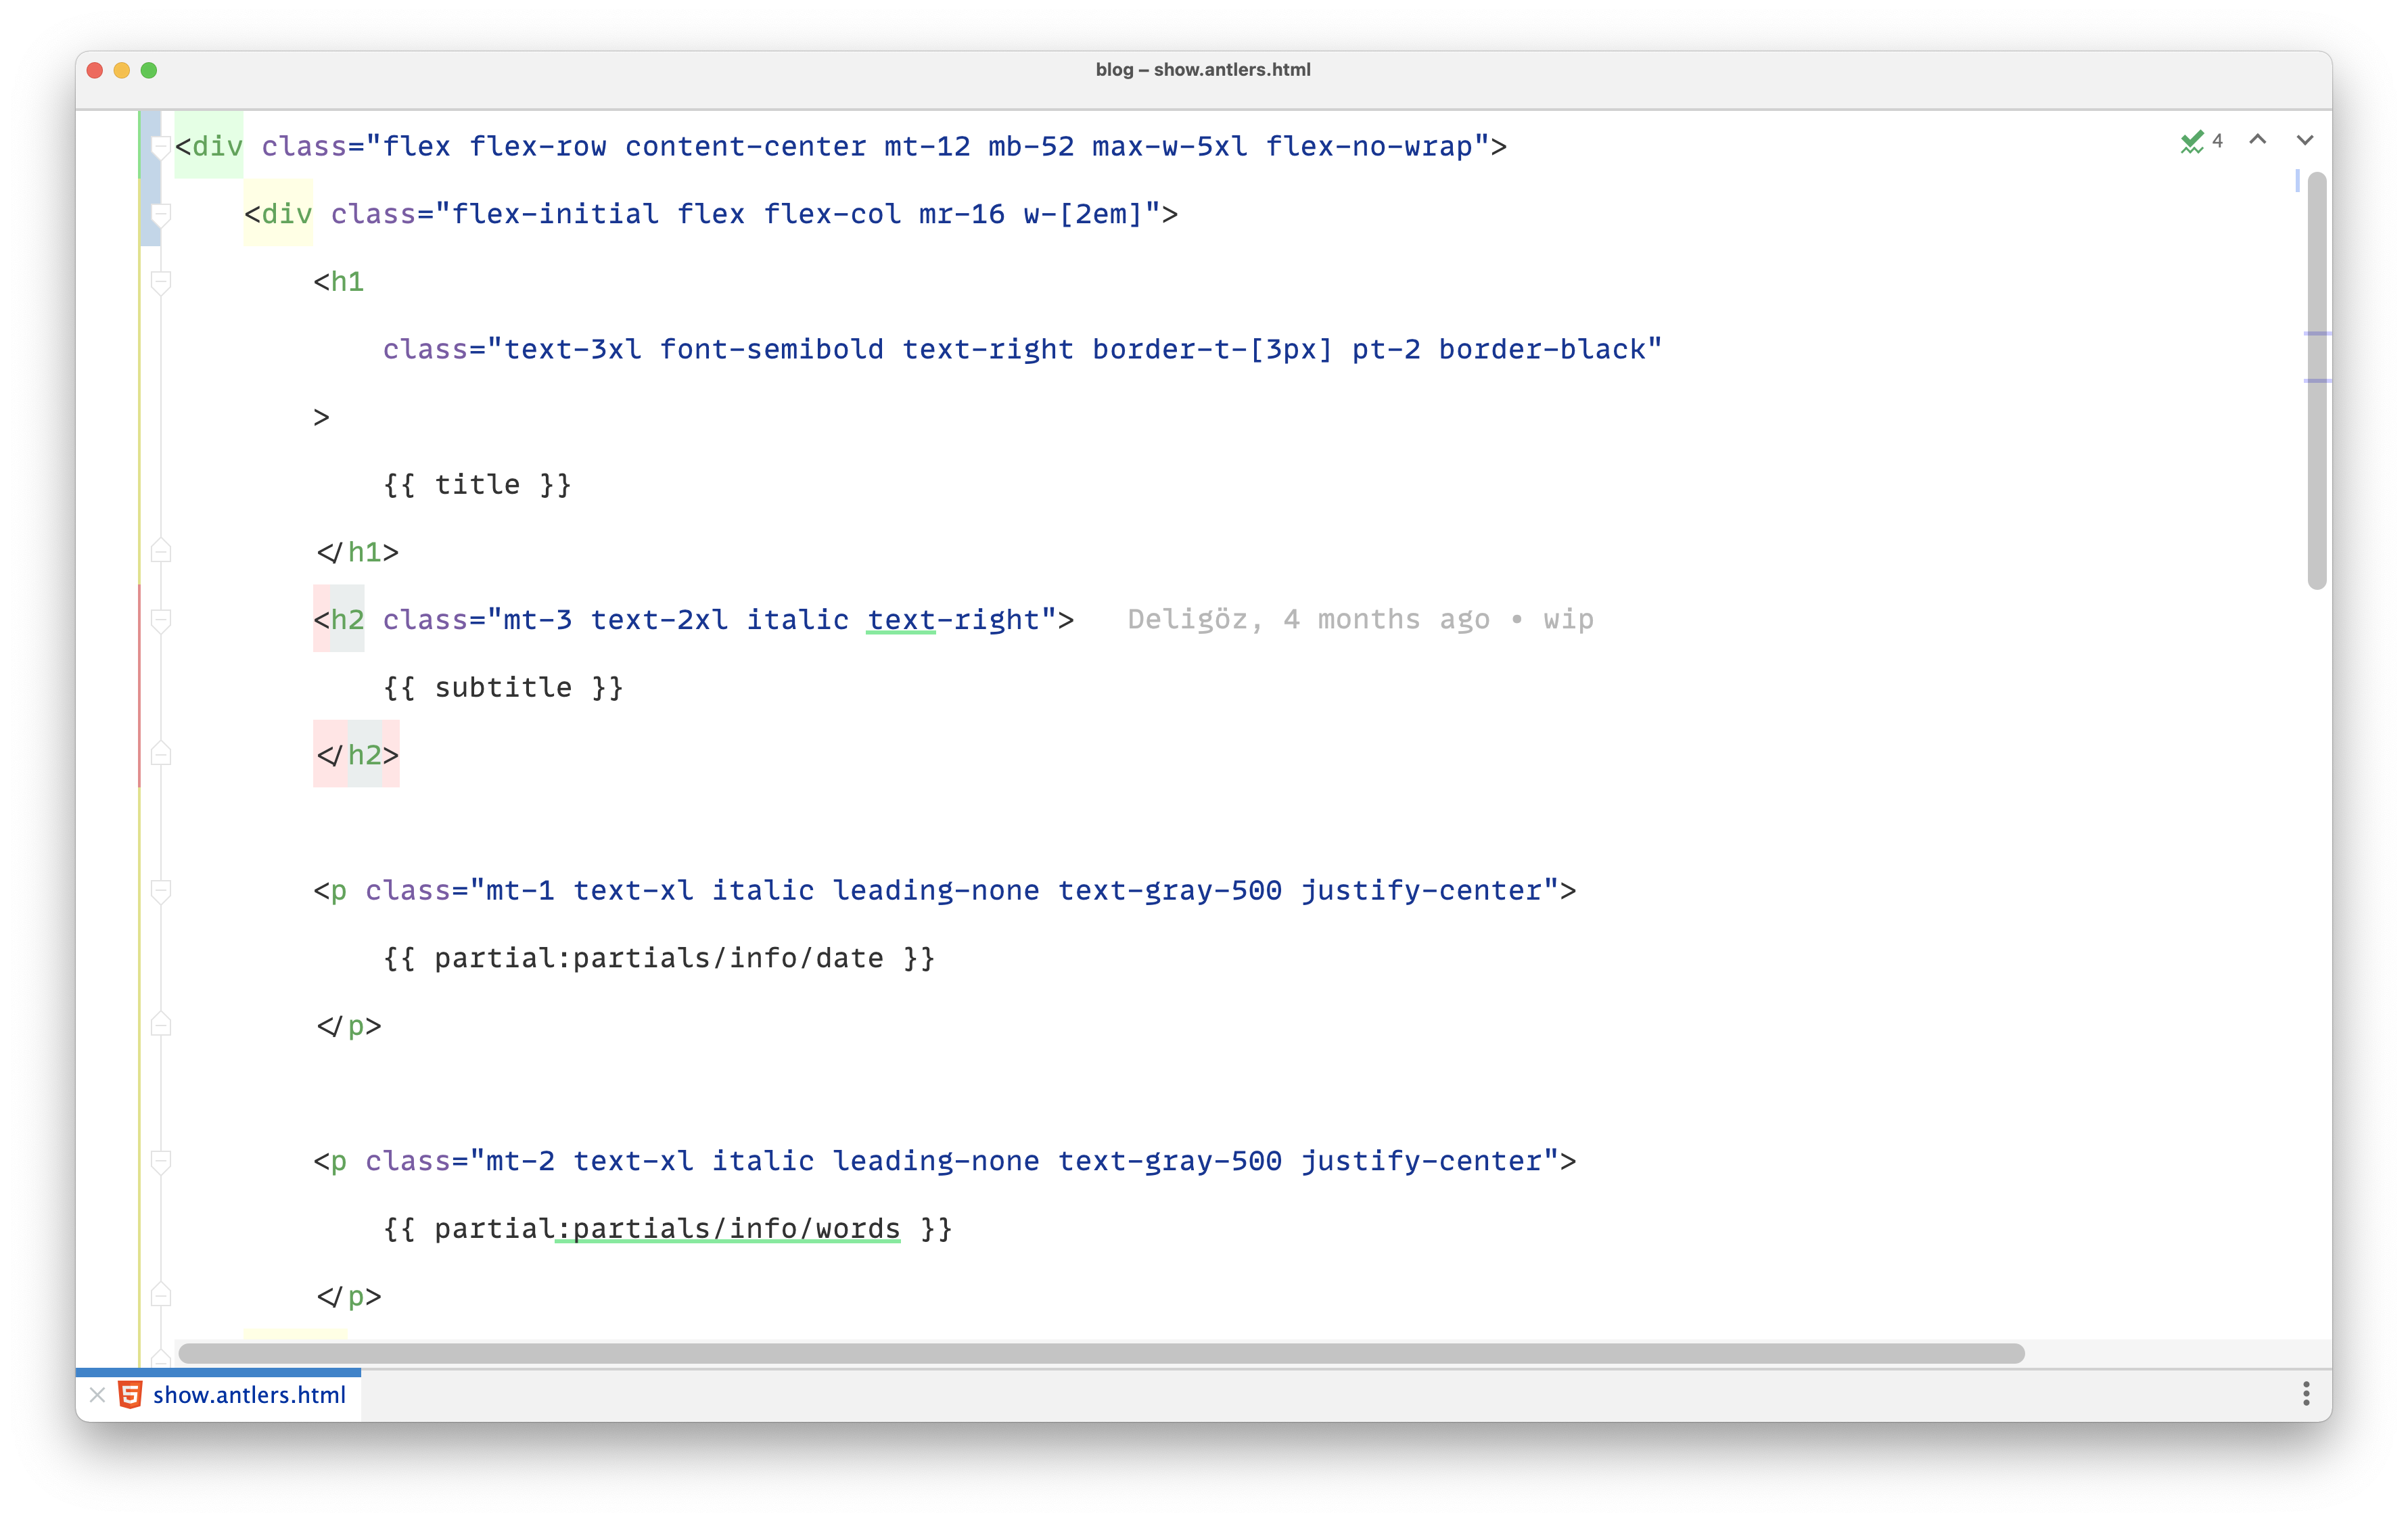 blog – show.antlers.html
<div class="flex flex-row content-center mt-12 mb-52 max-w-5xl flex-no-wrap">
4
<div class="flex-initial flex flex-col mr-16 w-[2em]">
<h1
class="text-3xl font-semibold text-right border-t-[3px] pt-2 border-black"
>
{{ title }}
</h1>
<h2 class="mt-3 text-2xl italic text-right"> Deligöz, 4 months ago • wip
{{ subtitle }}
</h2>
<p class="mt-1 text-xl italic leading-none text-gray-500 justify-center">
{{ partial:partials/info/date }}
</p>
<p class="mt-2 text-xl italic leading-none text-gray-500 justify-center">
{{ partial:partials/info/words }}
</p>
show.antlers.html